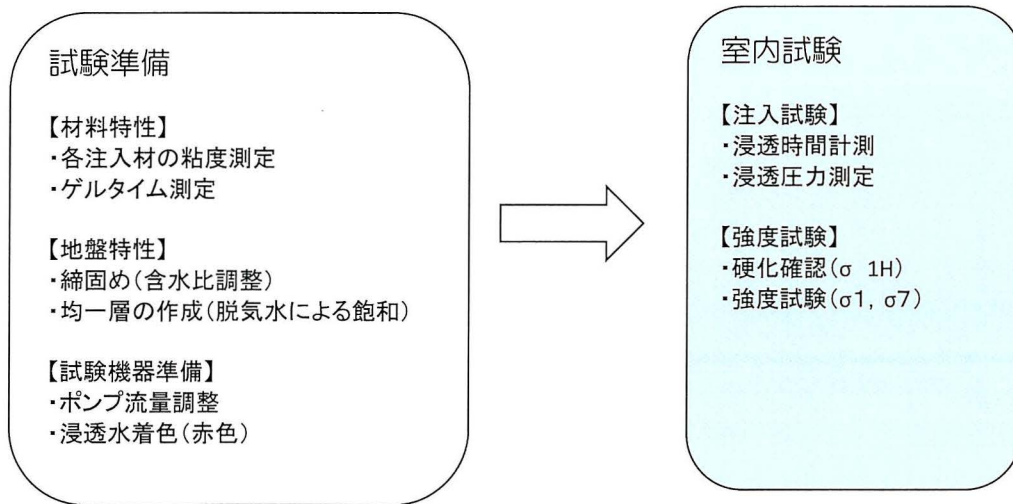 試験準備
【材料特性】
・各注入材の粘度測定
・ゲルタイム測定
【地盤特性】
・締固め(含水比調整)
・均一層の作成(脱気水による飽和)
【試験機器準備】
・ポンプ流量調整
・浸透水着色(赤色)
室内試験
【注入試験】
・浸透時間計測
・浸透圧力測定
【強度試験】
・硬化確認(σ 1H)
・強度試験(σ1, σ7)